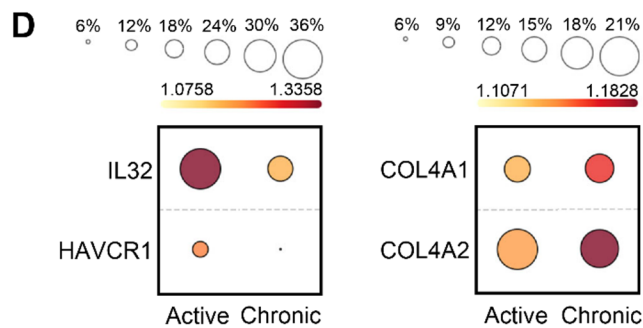 D
6% 12% 18% 24% 30% 36%
1.0758 1.3358
IL32
HAVCR1
Active Chronic
6% 9% 12% 15% 18% 21%
1.1071 1.1828
COL4A1
COL4A2
Active Chronic